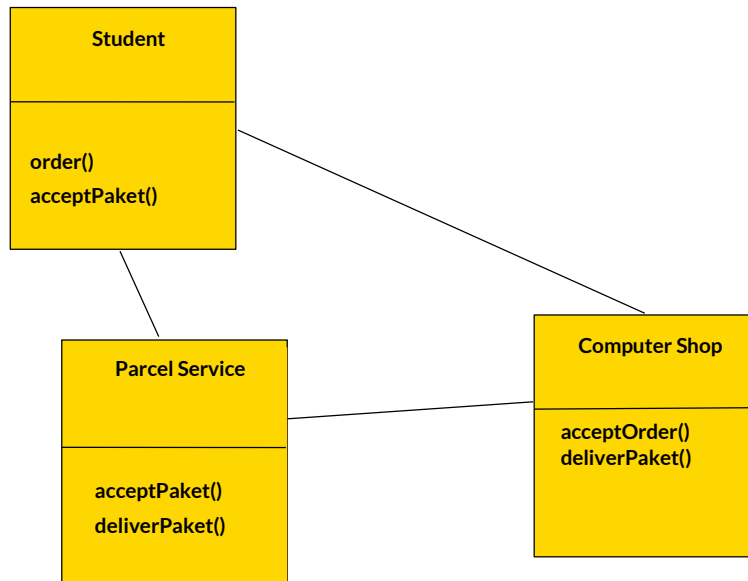 Student
order()
acceptPaket()
Parcel Service
acceptPaket()
deliverPaket()
Computer Shop
acceptOrder()
deliverPaket()